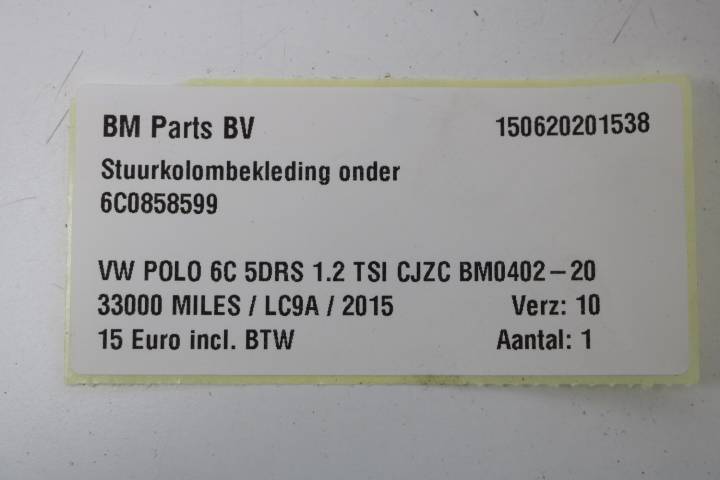 BM Parts BV 150620201538
Stuurkolombekleding onder
6C0858599
VW POLO 6C 5DRS 1.2 TSI CJZC BM0402-20
33000 MILES / LC9A / 2015 Verz: 10
15 Euro incl. BTW Aantal: 1